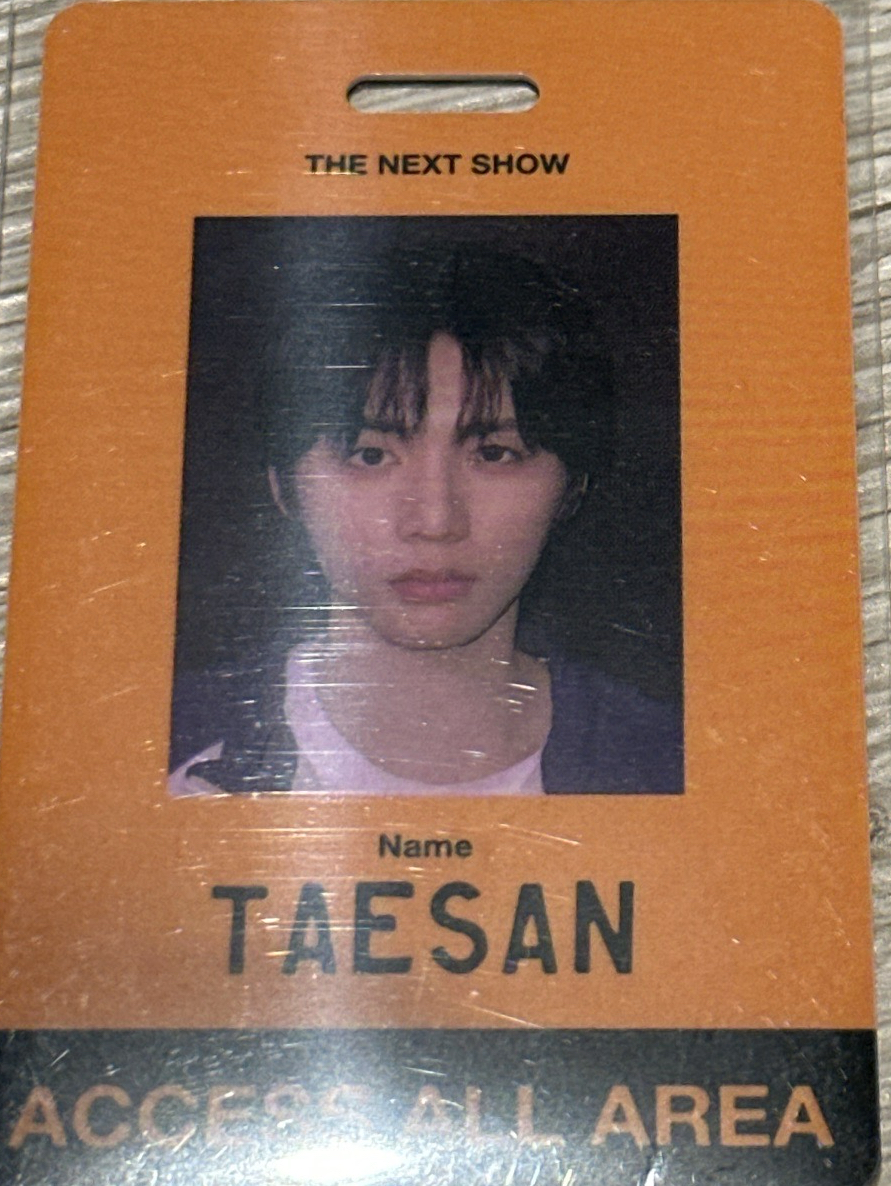 THE NEXT SHOW
Name
TAESAN
ACCESS ALL AREA